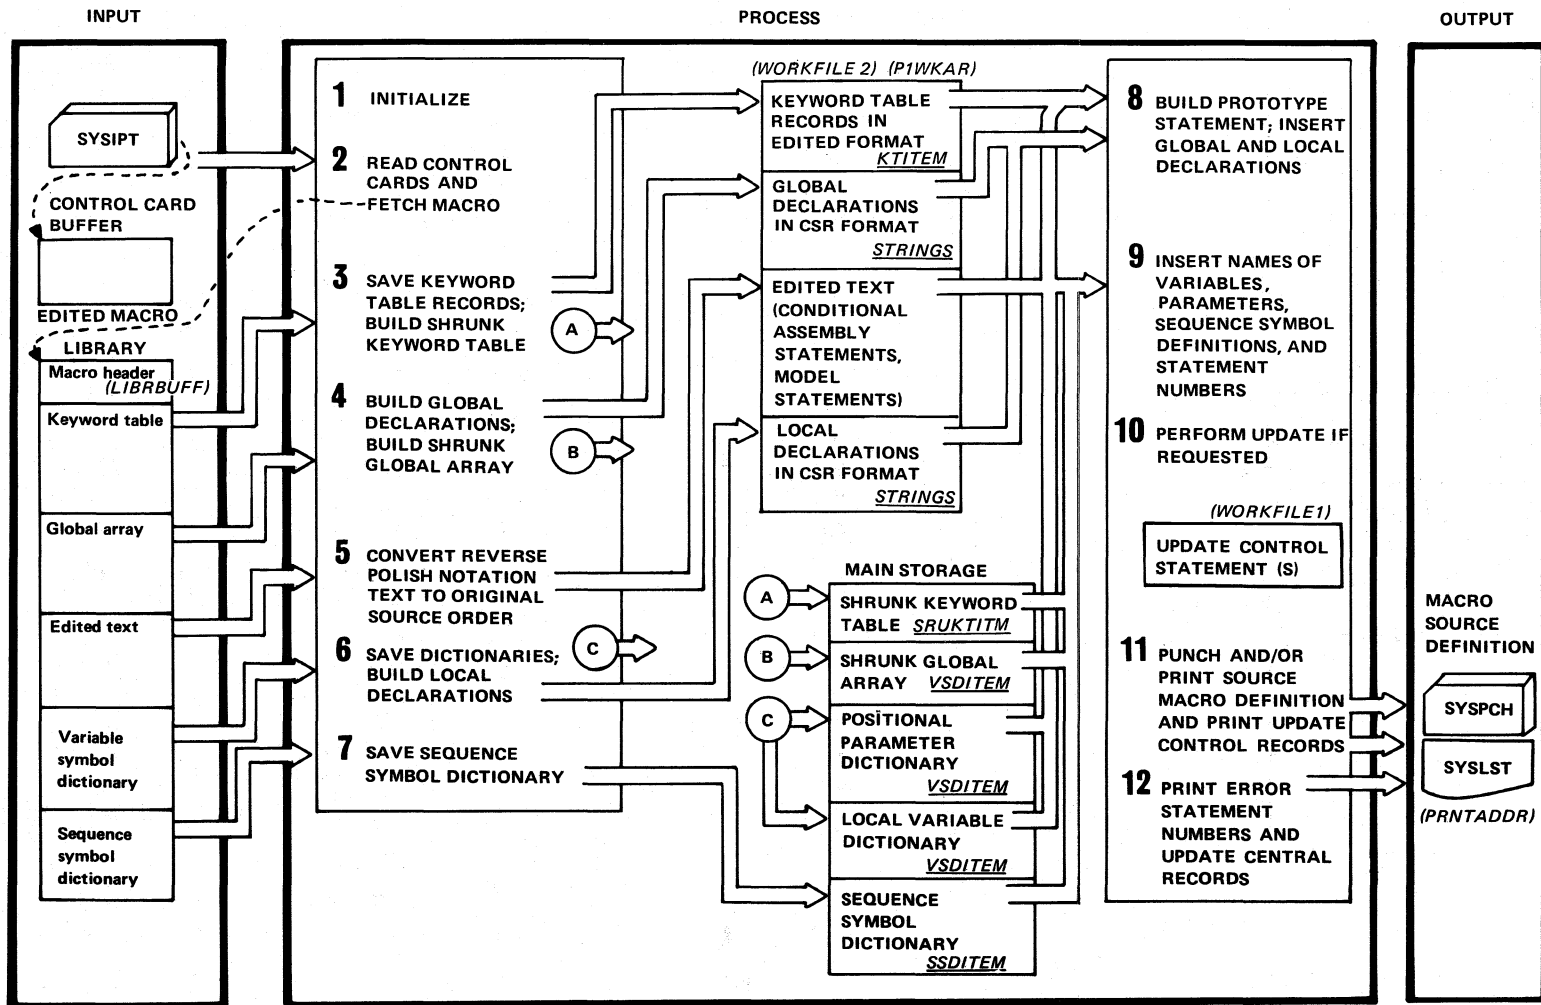 INPUT
PROCESS
OUTPUT
SYSIPT
CONTROL CARD
BUFFER
EDITED MACRO
LIBRARY
Macro header
(LIBRBUFF)
Keyword table
Global array
Edited text
Variable
symbol
dictionary
Sequence
symbol
dictionary
1 INITIALIZE
2 READ CONTROL
CARDS AND
FETCH MACRO
3 SAVE KEYWORD
TABLE RECORDS;
BUILD SHRUNK
KEYWORD TABLE
A
4 BUILD GLOBAL
DECLARATIONS;
BUILD SHRUNK
GLOBAL ARRAY
B
5 CONVERT REVERSE
POLISH NOTATION
TEXT TO ORIGINAL
SOURCE ORDER
6 SAVE DICTIONARIES;
BUILD LOCAL
DECLARATIONS
C
7 SAVE SEQUENCE
SYMBOL DICTIONARY
(WORKFILE 2) (P1WKAR)
KEYWORD TABLE
RECORDS IN
EDITED FORMAT
KTITEM
GLOBAL
DECLARATIONS
IN CSR FORMAT
STRINGS
EDITED TEXT
(CONDITIONAL
ASSEMBLY
STATEMENTS,
MODEL
STATEMENTS)
LOCAL
DECLARATIONS
IN CSR FORMAT
STRINGS
MAIN STORAGE
A
SHRUNK KEYWORD
TABLE SRUKTITM
B
SHRUNK GLOBAL
ARRAY VSDITEM
C
POSITIONAL
PARAMETER
DICTIONARY
VSDITEM
LOCAL VARIABLE
DICTIONARY
VSDITEM
SEQUENCE
SYMBOL
DICTIONARY
SSDITEM
8 BUILD PROTOTYPE
STATEMENT; INSERT
GLOBAL AND LOCAL
DECLARATIONS
9 INSERT NAMES OF
VARIABLES,
PARAMETERS,
SEQUENCE SYMBOL
DEFINITIONS, AND
STATEMENT
NUMBERS
10 PERFORM UPDATE IF
REQUESTED
(WORKFILE1)
UPDATE CONTROL
STATEMENT (S)
11 PUNCH AND/OR
PRINT SOURCE
MACRO DEFINITION
AND PRINT UPDATE
CONTROL RECORDS
12 PRINT ERROR
STATEMENT
NUMBERS AND
UPDATE CENTRAL
RECORDS
MACRO
SOURCE
DEFINITION
SYSPCH
SYSLST
(PRNTADDR)